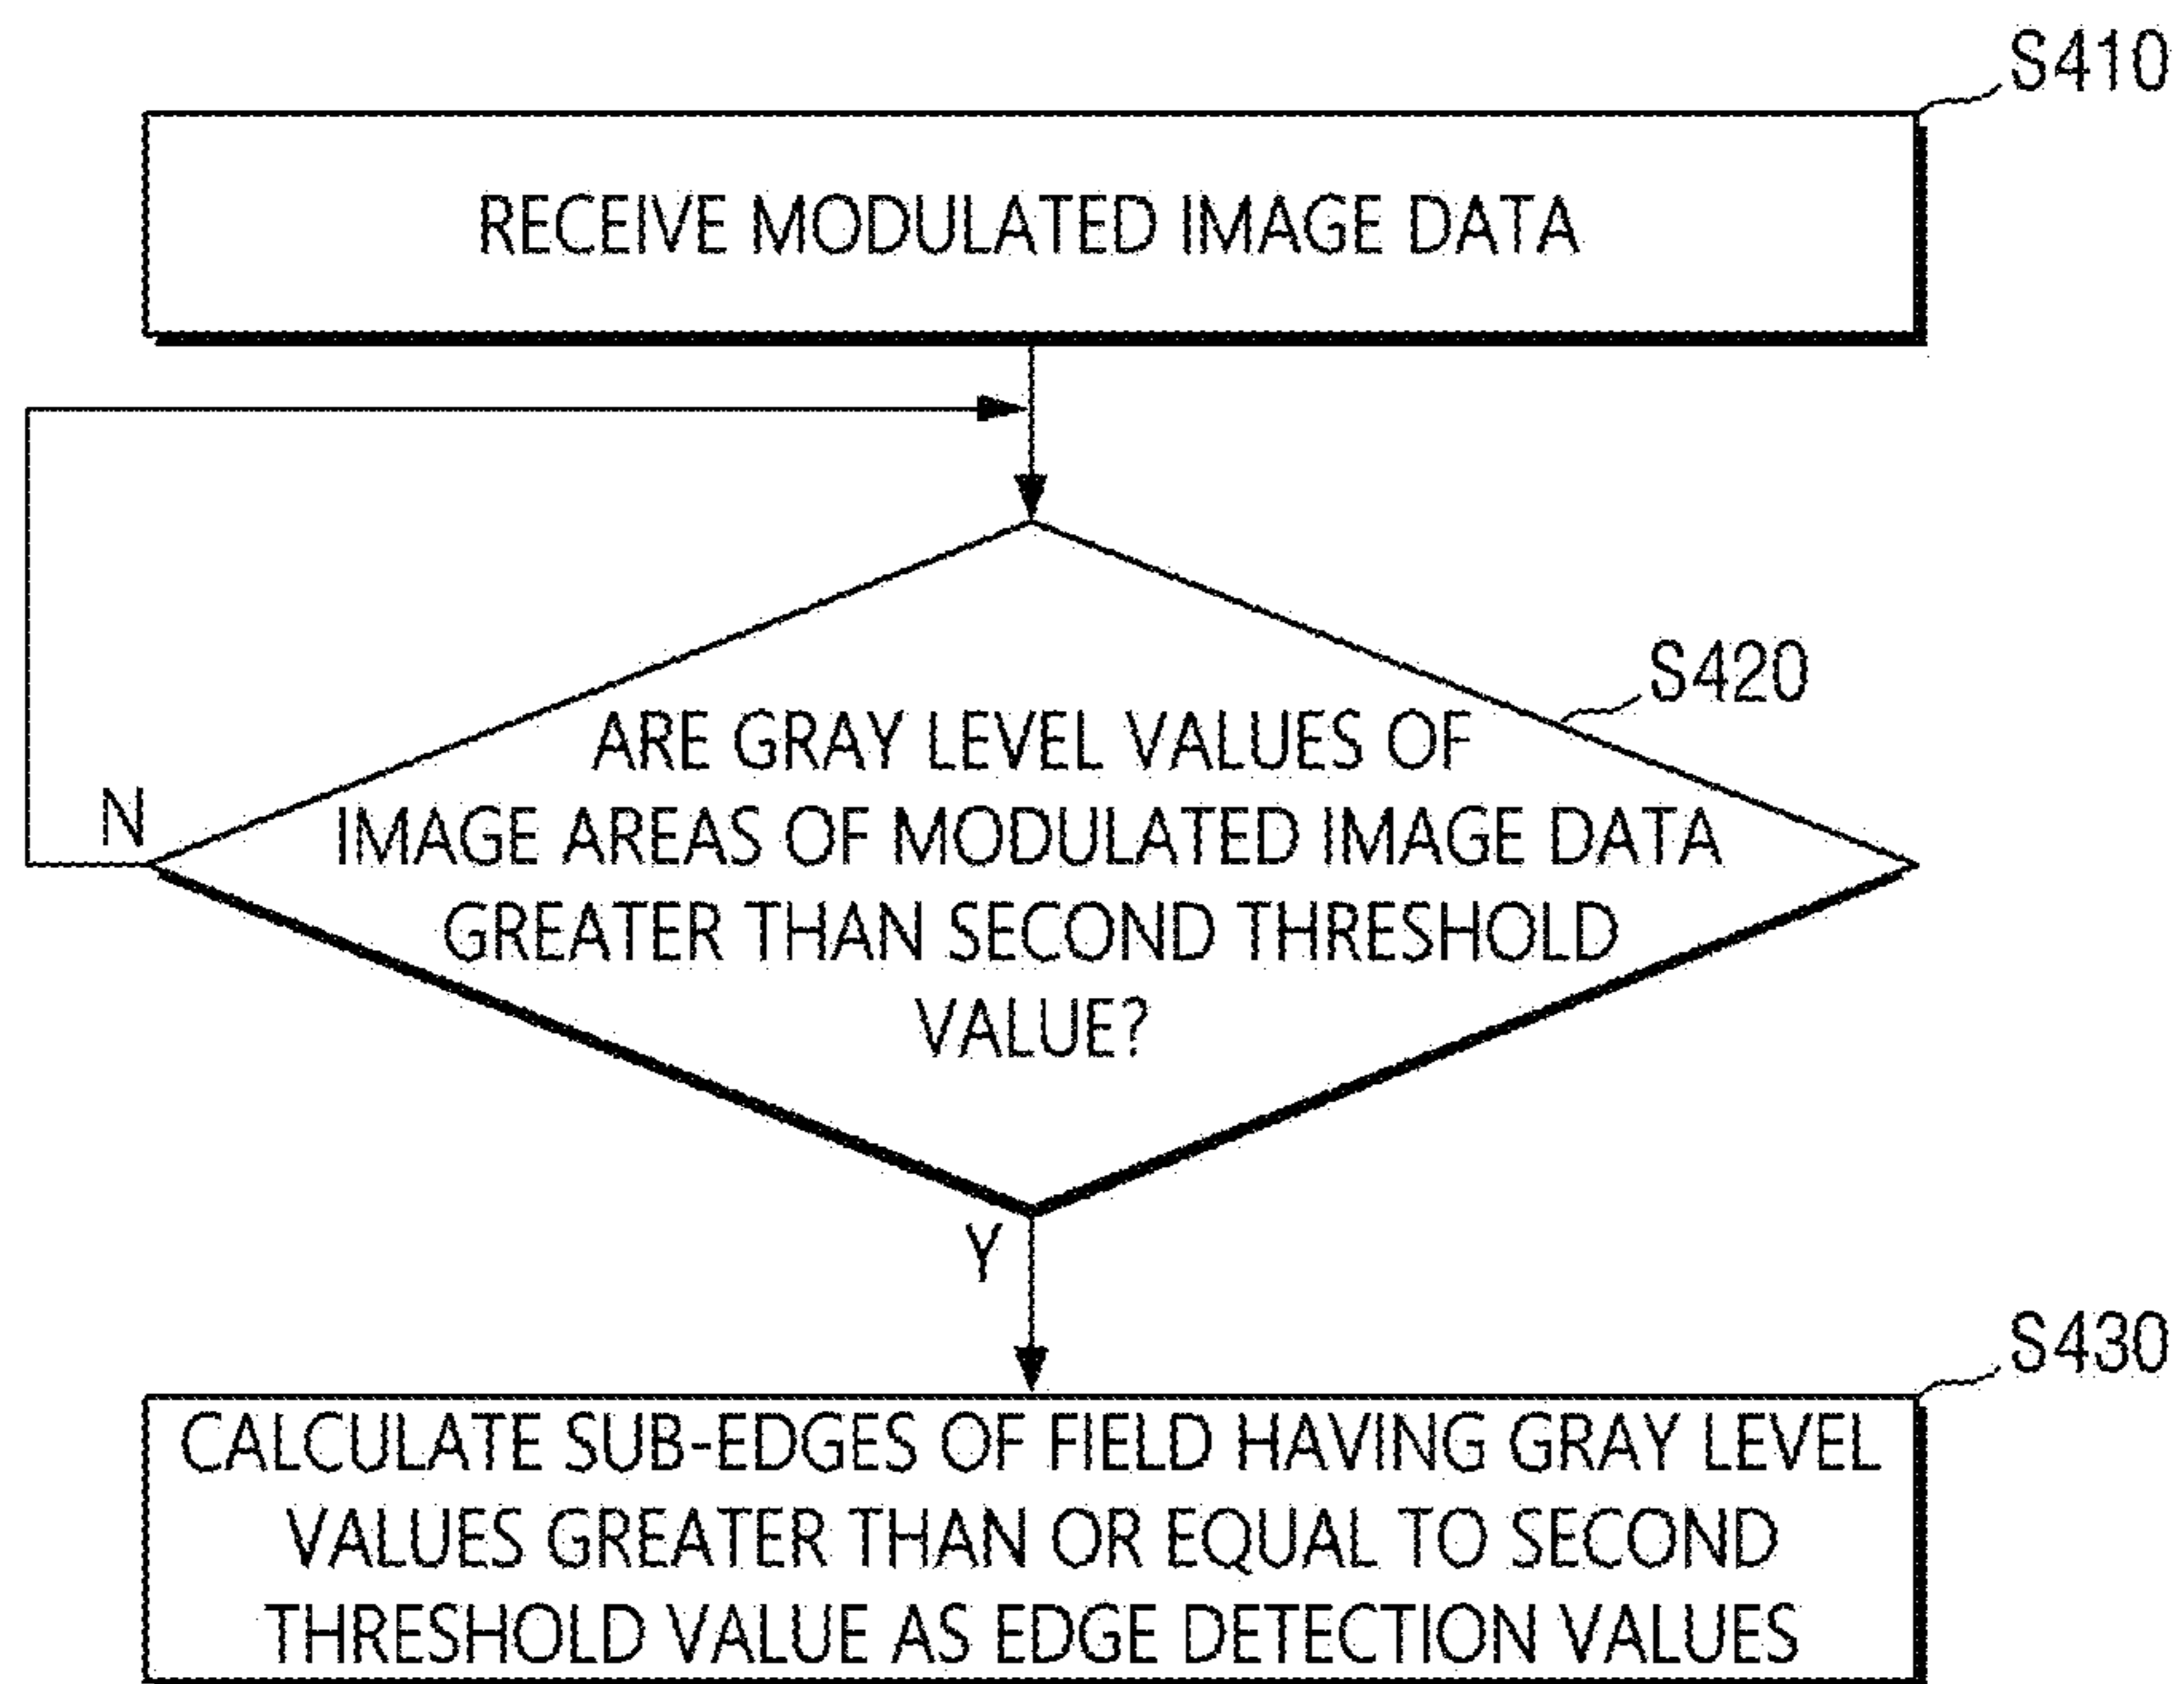 S410
RECEIVE MODULATED IMAGE DATA
S420
ARE GRAY LEVEL VALUES OF
IMAGE AREAS OF MODULATED IMAGE DATA
GREATER THAN SECOND THRESHOLD
VALUE?
N
Y
S430
CALCULATE SUB-EDGES OF FIELD HAVING GRAY LEVEL
VALUES GREATER THAN OR EQUAL TO SECOND
THRESHOLD VALUE AS EDGE DETECTION VALUES